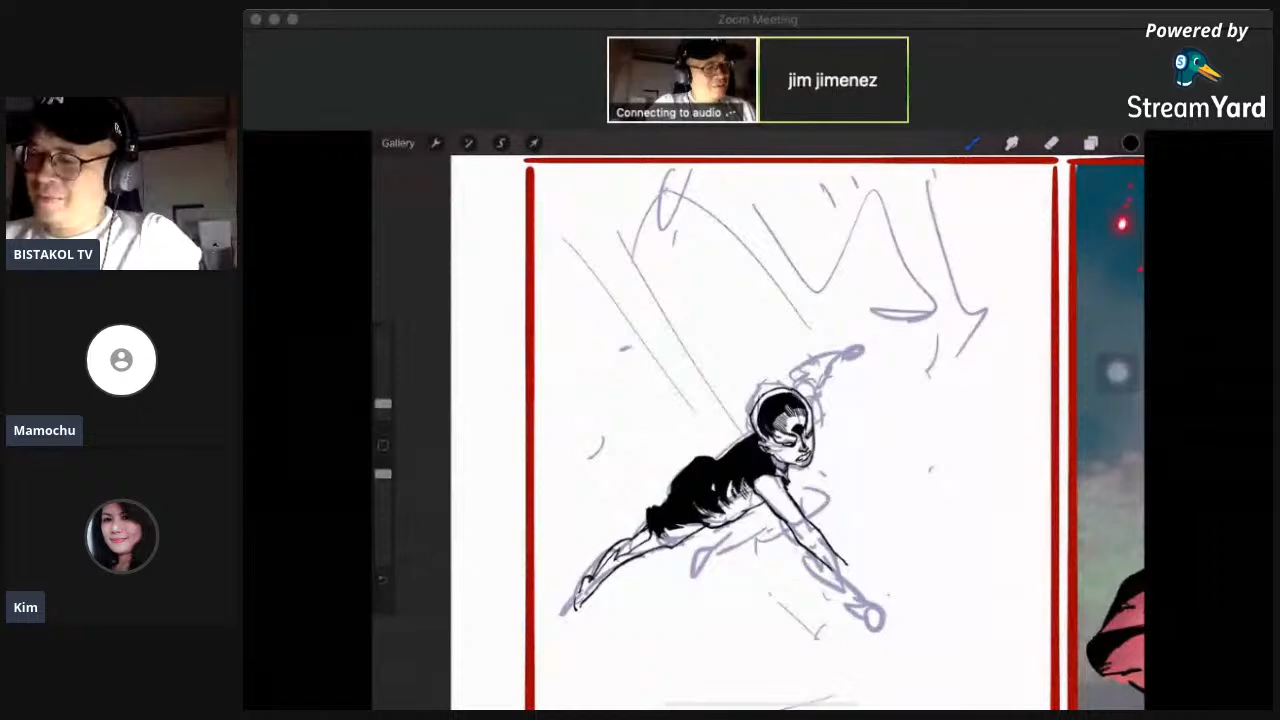 Zoom Meeting
Powered by
StreamYard
Connecting to audio
jim jimenez
Gallery
BISTAKOL TV
Mamochu
Kim